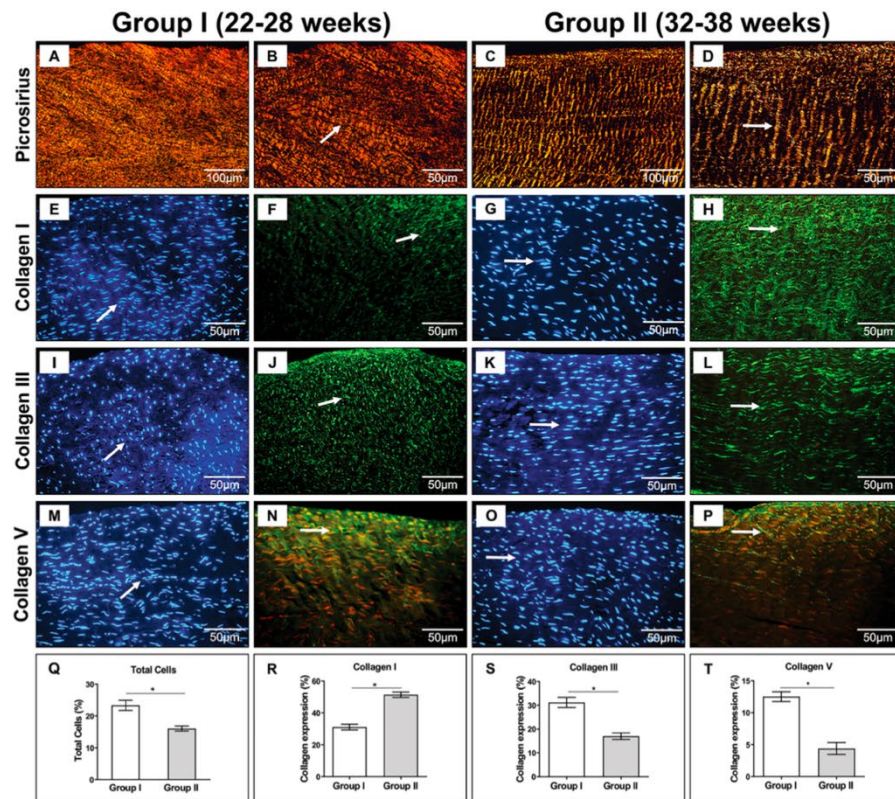 Group I (22-28 weeks) Group II (32-38 weeks)
Picrosirius
A B C D
100µm 50µm 100µm 50µm
Collagen I
E F G H
50µm 50µm 50µm 50µm
Collagen III
I J K L
50µm 50µm 50µm 50µm
Collagen V
M N O P
50µm 50µm 50µm 50µm
Q Total Cells
Total Cells (%)
30
20
10
0
*
Group I Group II
R Collagen I
Collagen expression (%)
60
40
20
0
*
Group I Group II
S Collagen III
Collagen expression (%)
40
30
20
10
0
*
Group I Group II
T Collagen V
Collagen expression (%)
15
10
5
0
*
Group I Group II